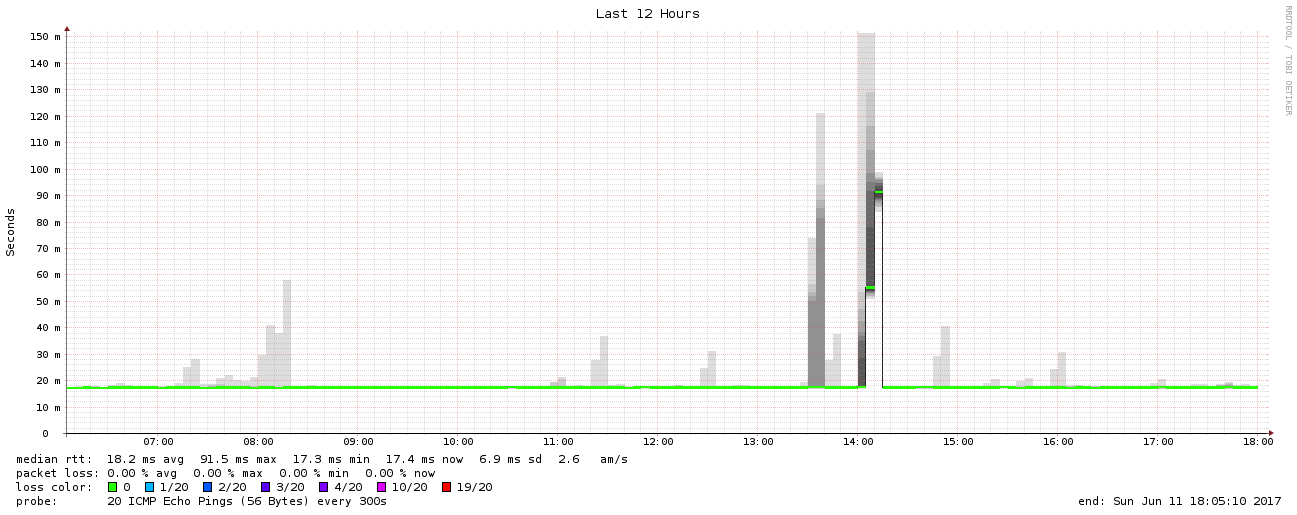 Last 12 Hours
RRDTOOL / TOBI OETIKER
Seconds
150 m
140 m
130 m
120 m
110 m
100 m
90 m
80 m
70 m
60 m
50 m
40 m
30 m
20 m
10 m
0
07:00 08:00 09:00 10:00 11:00 12:00 13:00 14:00 15:00 16:00 17:00 18:00
median rtt: 18.2 ms avg 91.5 ms max 17.3 ms min 17.4 ms now 6.9 ms sd 2.6 am/s
packet loss: 0.00 % avg 0.00 % max 0.00 % min 0.00 % now
loss color: 0 1/20 2/20 3/20 4/20 10/20 19/20
probe: 20 ICMP Echo Pings (56 Bytes) every 300s end: Sun Jun 11 18:05:10 2017